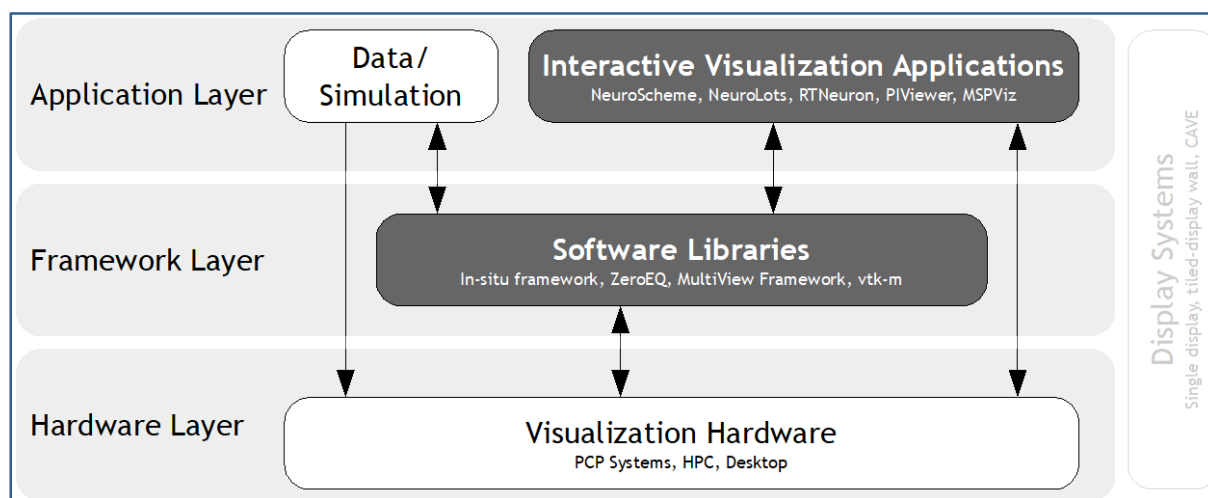 Application Layer
Data/
Simulation
Interactive Visualization Applications
NeuroScheme, NeuroLots, RTNeuron, PIViewer, MSPViz
Framework Layer
Software Libraries
In-situ framework, ZeroEQ, MultiView Framework, vtk-m
Hardware Layer
Visualization Hardware
PCP Systems, HPC, Desktop
Display Systems
Single display, tiled-display wall, CAVE